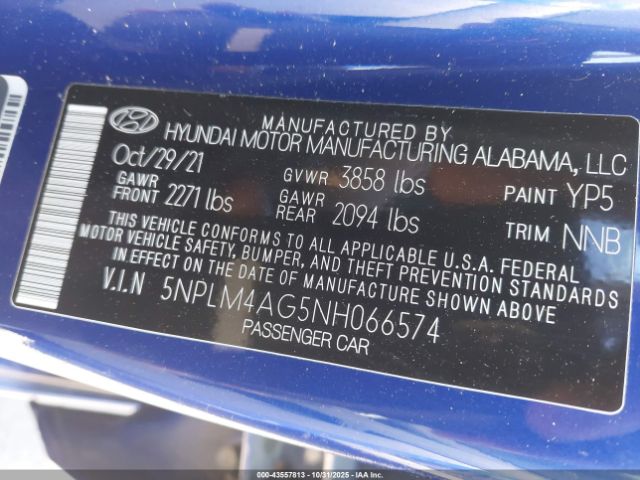 MANUFACTURED BY
HYUNDAI MOTOR MANUFACTURING ALABAMA, LLC
Oct/29/21 GVWR 3858 lbs PAINT YP5
GAWR FRONT 2271 lbs GAWR REAR 2094 lbs TRIM NNB
THIS VEHICLE CONFORMS TO ALL APPLICABLE U.S.A. FEDERAL
MOTOR VEHICLE SAFETY, BUMPER, AND THEFT PREVENTION STANDARDS
IN EFFECT ON THE DATE OF MANUFACTURE SHOWN ABOVE.
V.I.N 5NPLM4AG5NH066574
PASSENGER CAR
000-43557813 • 10/31/2025 • IAAI.COM